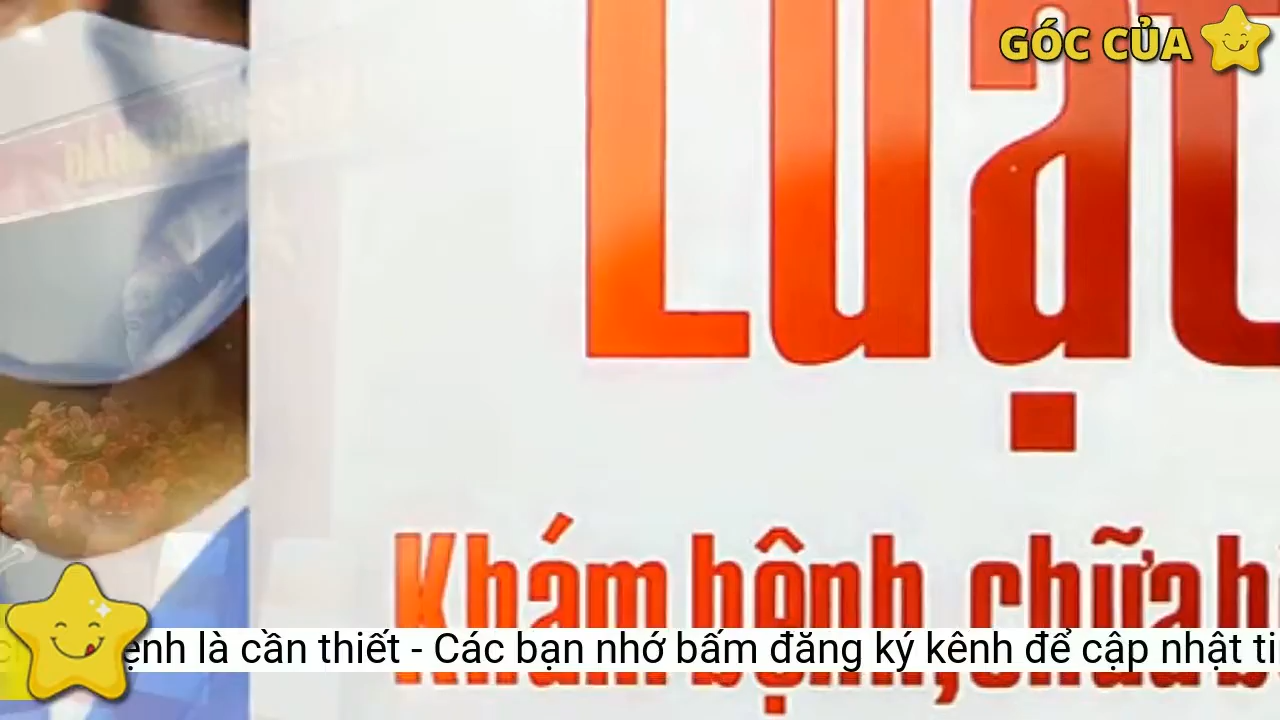 GÓC CỦA
Luật
Khám bệnh, chữa
ệnh là cần thiết - Các bạn nhớ bấm đăng ký kênh để cập nhật ti